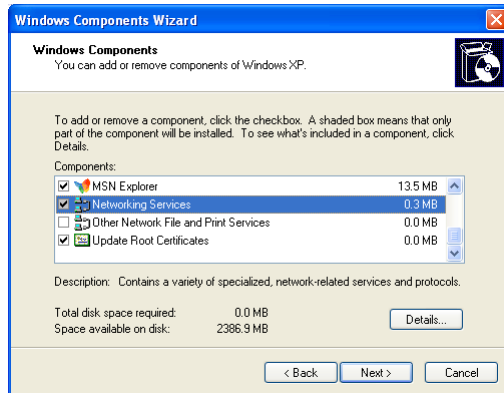 Windows Components Wizard
Windows Components
You can add or remove components of Windows XP.
To add or remove a component, click the checkbox. A shaded box means that only
part of the component will be installed. To see what's included in a component, click
Details.
Components:
MSN Explorer 13.5 MB
Networking Services 0.3 MB
Other Network File and Print Services 0.0 MB
Update Root Certificates 0.0 MB
Description: Contains a variety of specialized, network-related services and protocols.
Total disk space required: 0.0 MB
Space available on disk: 2386.9 MB
Details...
< Back Next > Cancel